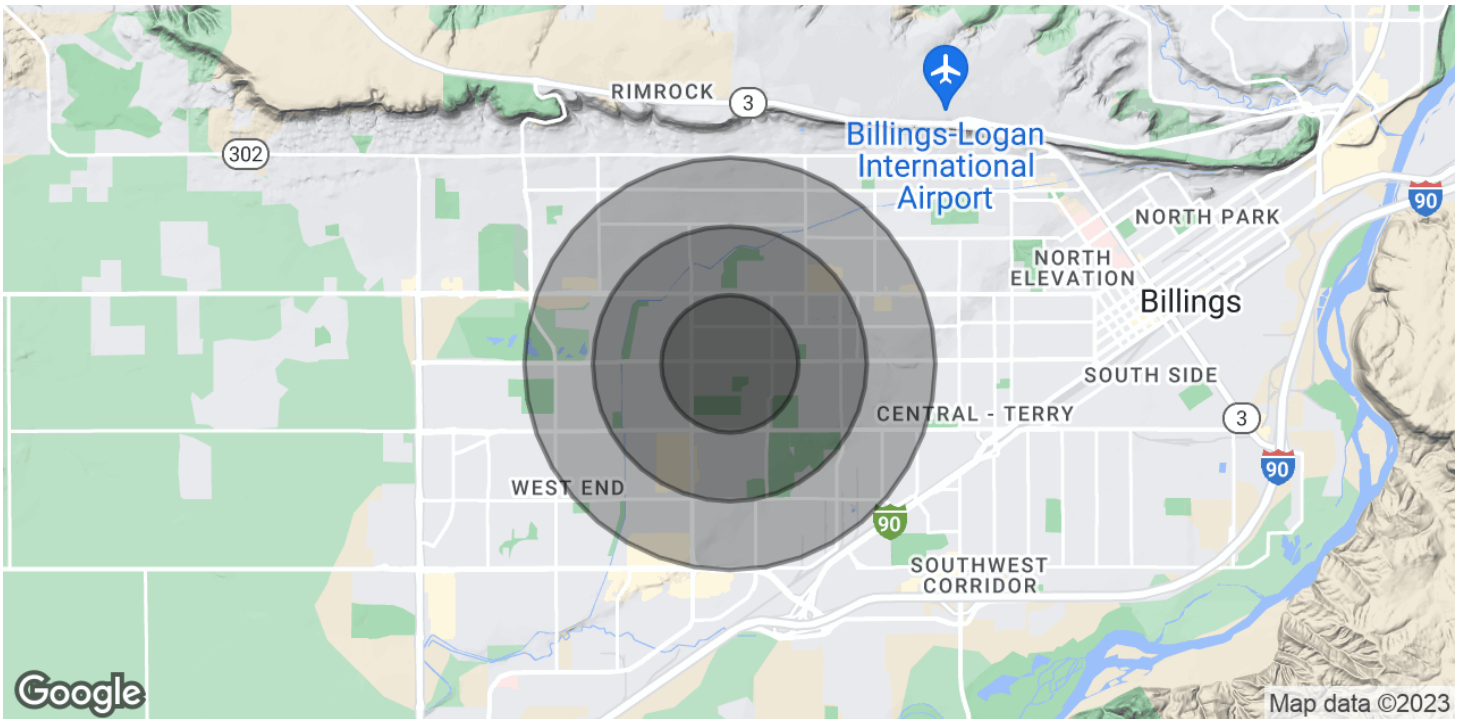 RIMROCK
3
302
Billings-Logan
International
Airport
90
NORTH PARK
NORTH
ELEVATION
Billings
SOUTH SIDE
CENTRAL - TERRY
3
90
WEST END
90
SOUTHWEST
CORRIDOR
Google
Map data ©2023